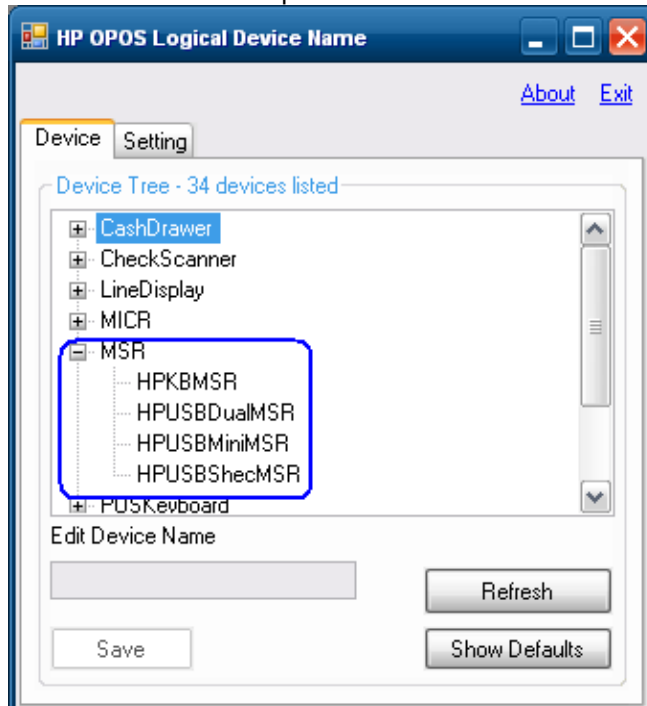 HP OPOS Logical Device Name
About Exit
Device Setting
Device Tree - 34 devices listed
CashDrawer
CheckScanner
LineDisplay
MICR
MSR
HPKBMSR
HPUSBDualMSR
HPUSBMiniMSR
HPUSBShecMSR
POSKeyboard
Edit Device Name
Refresh
Save Show Defaults